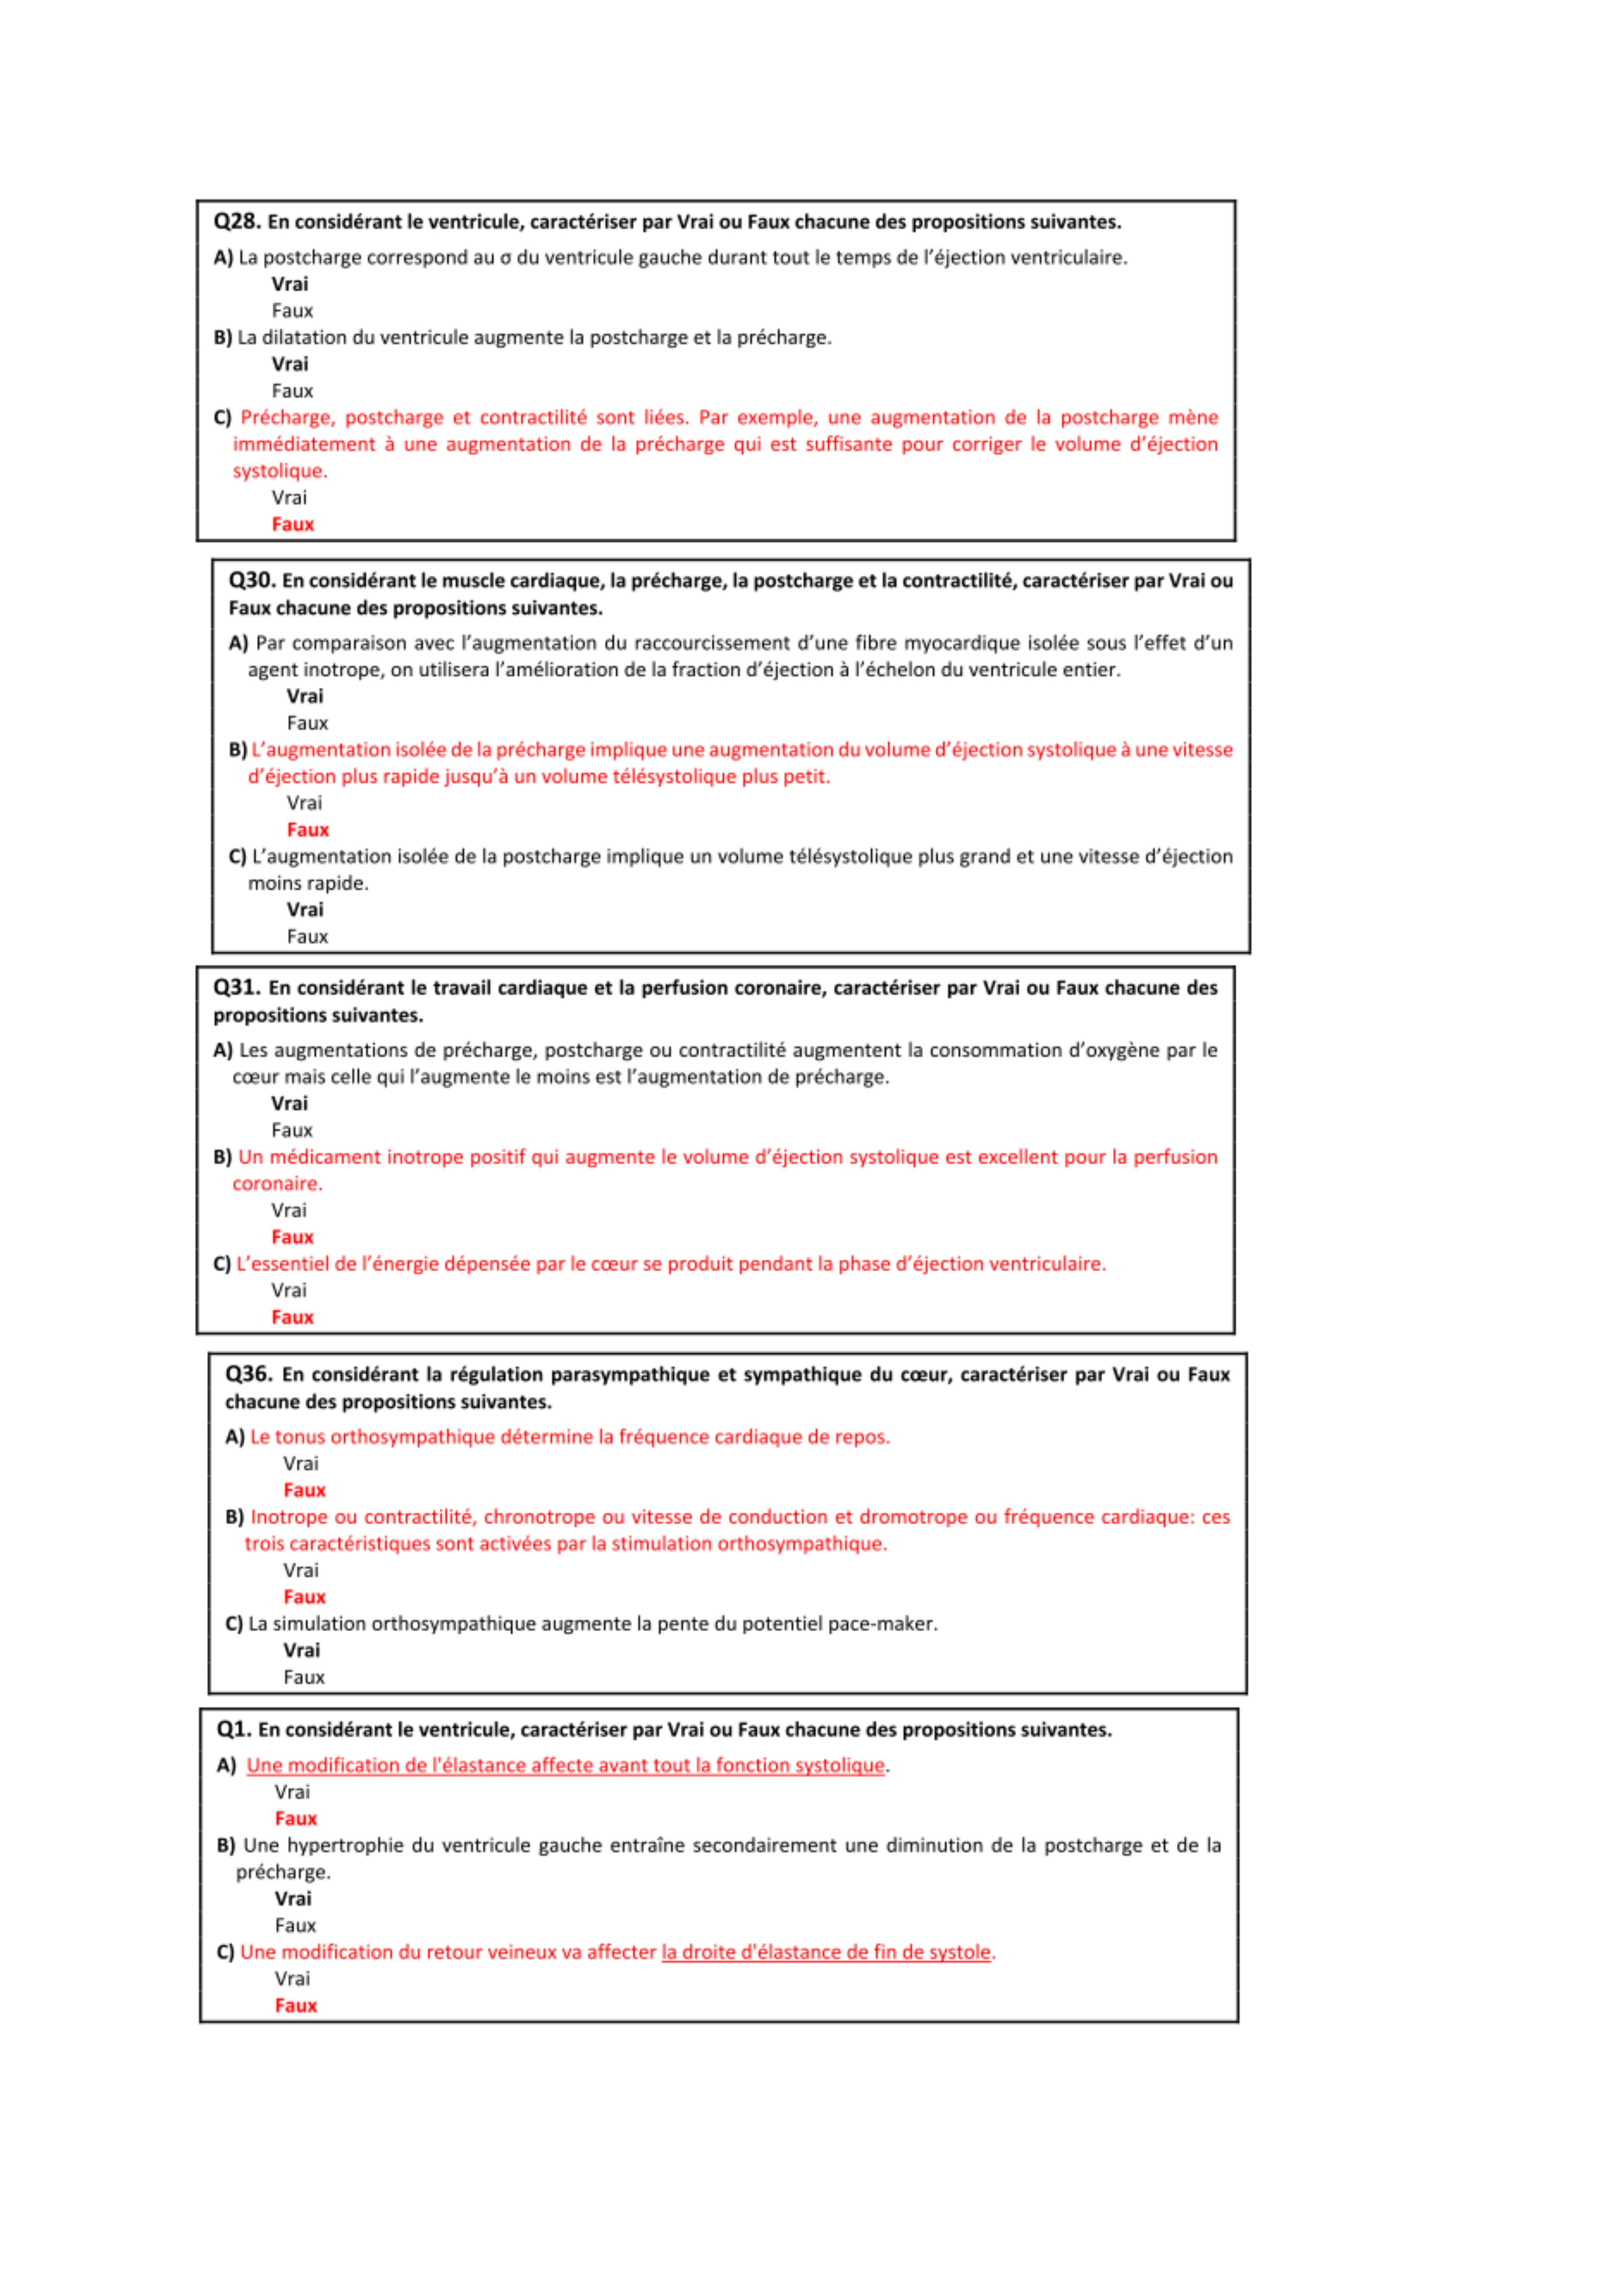 Q28. En considérant le ventricule, caractériser par Vrai ou Faux chacune des propositions suivantes.
A) La postcharge correspond au σ du ventricule gauche durant tout le temps de l’éjection ventriculaire.
Vrai
Faux
B) La dilatation du ventricule augmente la postcharge et la précharge.
Vrai
Faux
C) Précharge, postcharge et contractilité sont liées. Par exemple, une augmentation de la postcharge mène
immédiatement à une augmentation de la précharge qui est suffisante pour corriger le volume d’éjection
systolique.
Vrai
Faux
Q30. En considérant le muscle cardiaque, la précharge, la postcharge et la contractilité, caractériser par Vrai ou
Faux chacune des propositions suivantes.
A) Par comparaison avec l’augmentation du raccourcissement d’une fibre myocardique isolée sous l’effet d’un
agent inotrope, on utilisera l’amélioration de la fraction d’éjection à l’échelon du ventricule entier.
Vrai
Faux
B) L’augmentation isolée de la précharge implique une augmentation du volume d’éjection systolique à une vitesse
d’éjection plus rapide jusqu’à un volume télésystolique plus petit.
Vrai
Faux
C) L’augmentation isolée de la postcharge implique un volume télésystolique plus grand et une vitesse d’éjection
moins rapide.
Vrai
Faux
Q31. En considérant le travail cardiaque et la perfusion coronaire, caractériser par Vrai ou Faux chacune des
propositions suivantes.
A) Les augmentations de précharge, postcharge ou contractilité augmentent la consommation d’oxygène par le
cœur mais celle qui l’augmente le moins est l’augmentation de précharge.
Vrai
Faux
B) Un médicament inotrope positif qui augmente le volume d’éjection systolique est excellent pour la perfusion
coronaire.
Vrai
Faux
C) L’essentiel de l’énergie dépensée par le cœur se produit pendant la phase d’éjection ventriculaire.
Vrai
Faux
Q36. En considérant la régulation parasympathique et sympathique du cœur, caractériser par Vrai ou Faux
chacune des propositions suivantes.
A) Le tonus orthosympathique détermine la fréquence cardiaque de repos.
Vrai
Faux
B) Inotrope ou contractilité, chronotrope ou vitesse de conduction et dromotrope ou fréquence cardiaque: ces
trois caractéristiques sont activées par la stimulation orthosympathique.
Vrai
Faux
C) La simulation orthosympathique augmente la pente du potentiel pace-maker.
Vrai
Faux
Q1. En considérant le ventricule, caractériser par Vrai ou Faux chacune des propositions suivantes.
A) Une modification de l'élastance affecte avant tout la fonction systolique.
Vrai
Faux
B) Une hypertrophie du ventricule gauche entraîne secondairement une diminution de la postcharge et de la
précharge.
Vrai
Faux
C) Une modification du retour veineux va affecter la droite d'élastance de fin de systole.
Vrai
Faux